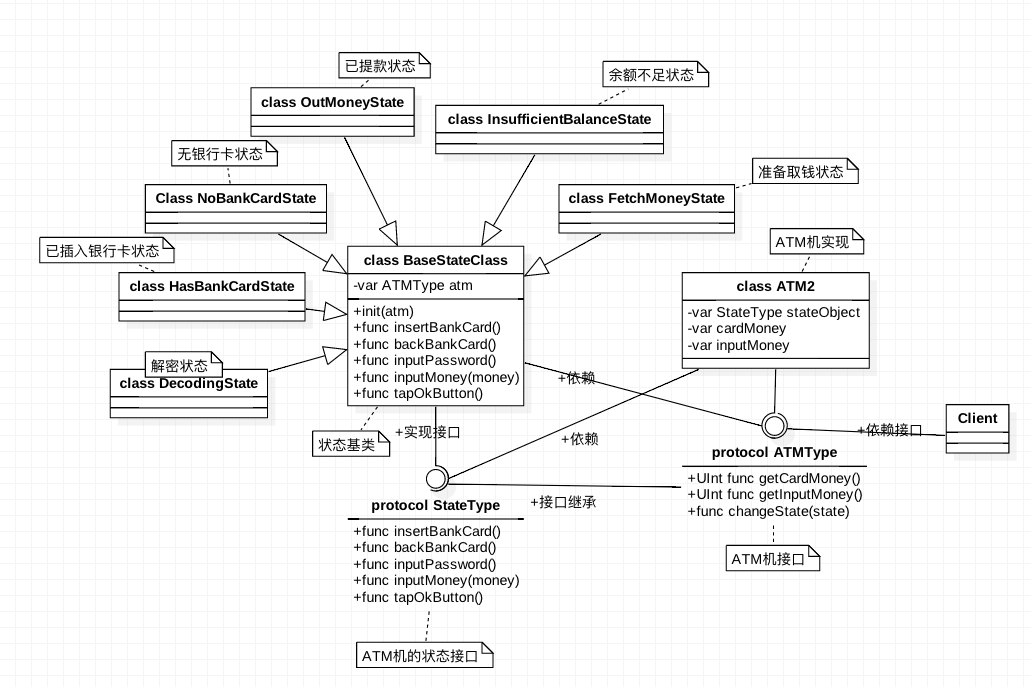 已提款状态
class OutMoneyState
余额不足状态
class InsufficientBalanceState
无银行卡状态
Class NoBankCardState
准备取钱状态
class FetchMoneyState
已插入银行卡状态
class HasBankCardState
解密状态
class DecodingState
class BaseStateClass
-var ATMType atm
+init(atm)
+func insertBankCard()
+func backBankCard()
+func inputPassword()
+func inputMoney(money)
+func tapOkButton()
ATM机实现
class ATM2
-var StateType stateObject
-var cardMoney
-var inputMoney
+依赖
状态基类
+实现接口
+依赖
+依赖接口
Client
protocol ATMType
+UInt func getCardMoney()
+UInt func getInputMoney()
+func changeState(state)
ATM机接口
+接口继承
protocol StateType
+func insertBankCard()
+func backBankCard()
+func inputPassword()
+func inputMoney(money)
+func tapOkButton()
ATM机的状态接口